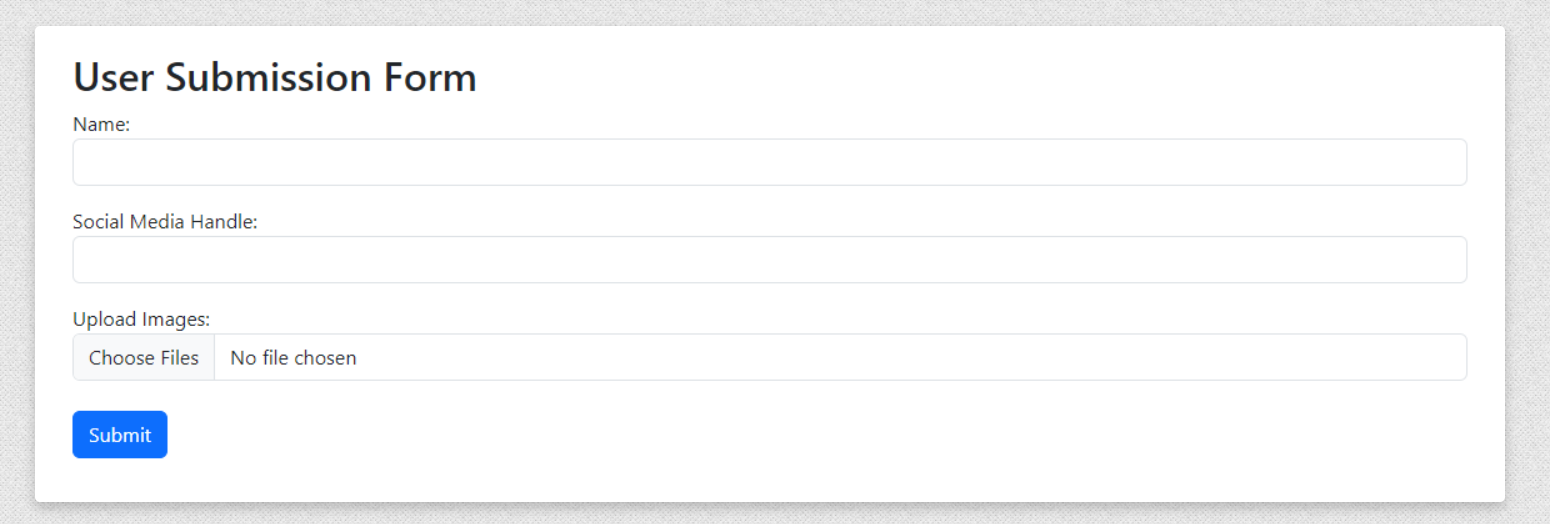 User Submission Form
Name:
Social Media Handle:
Upload Images:
Choose Files No file chosen
Submit